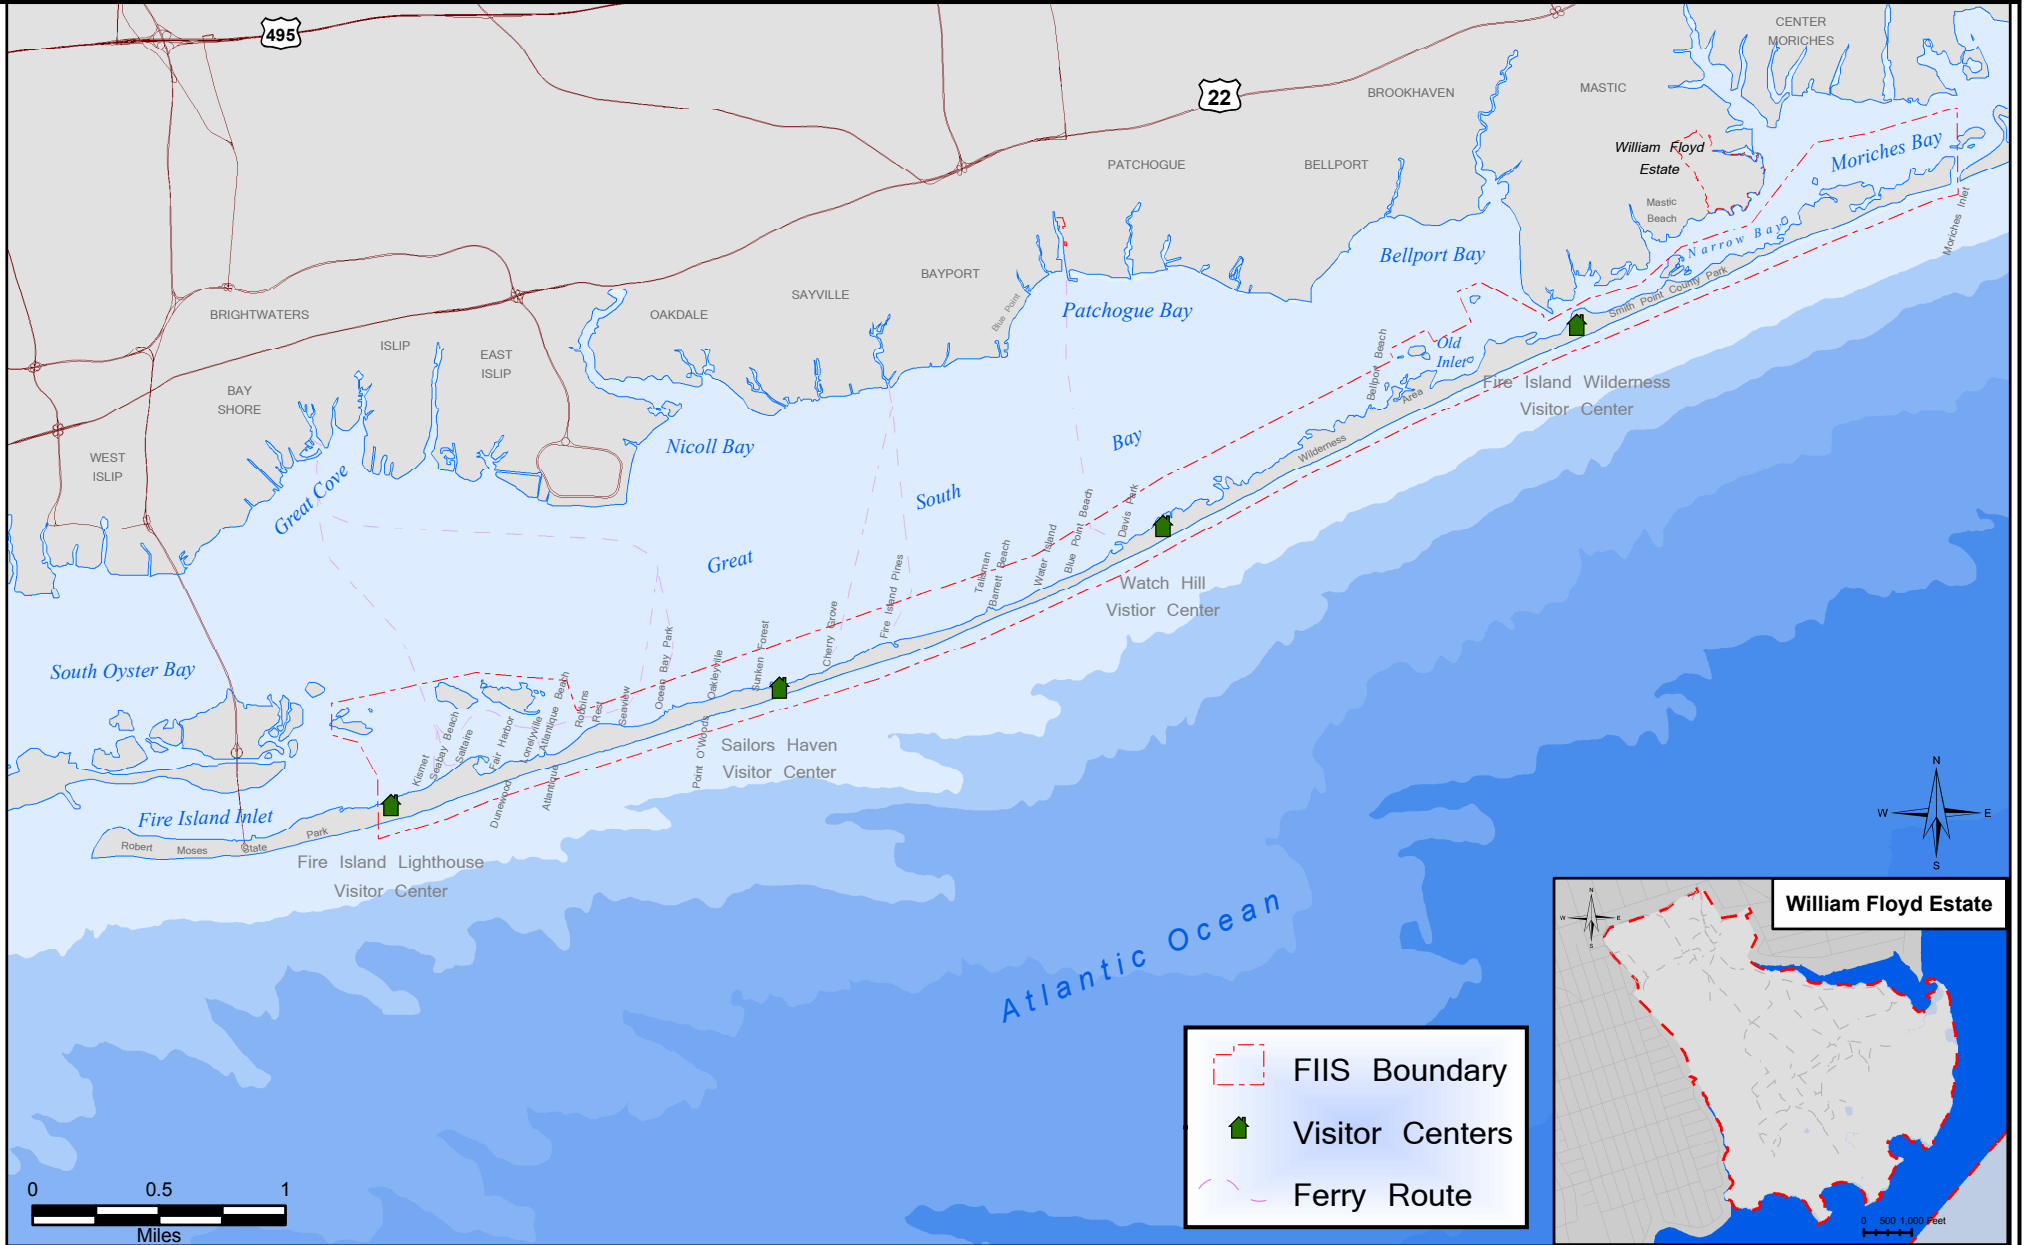 495
CENTER
MORICHES
22
BROOKHAVEN
MASTIC
William Floyd
Estate
Moriches Bay
PATCHOGUE
BELLPORT
Mastic
Beach
Moriches Inlet
Narrow Bay
Bellport Bay
BAYPORT
SAYVILLE
Blue Point
Patchogue Bay
Smith Point County Park
BRIGHTWATERS
OAKDALE
ISLIP
EAST
ISLIP
Bellport Beach
Old
Inlet
BAY
SHORE
Fire Island Wilderness
Visitor Center
Wilderness
Area
WEST
ISLIP
Great Cove
Nicoll Bay
Great
South
Bay
Davis Park
Blue Point Beach
Water Island
Barrett Beach
Talisman
Watch Hill
Vistior Center
Fire Island Pines
Cherry Grove
Sunken Forest
Oakleyville
Ocean Bay Park
Point O'Woods
Seaview
Robbins
Rest
Atlantique Beach
Atlantique
Lonelyville
Fair Harbor
Dunewood
Saltaire
Seabay Beach
Kismet
South Oyster Bay
Sailors Haven
Visitor Center
Fire Island Inlet
Robert Moses State Park
Fire Island Lighthouse
Visitor Center
Atlantic Ocean
N
W E
S
FIIS Boundary
Visitor Centers
Ferry Route
0 0.5 1
Miles
William Floyd Estate
N
W E
S
0 500 1,000 Feet